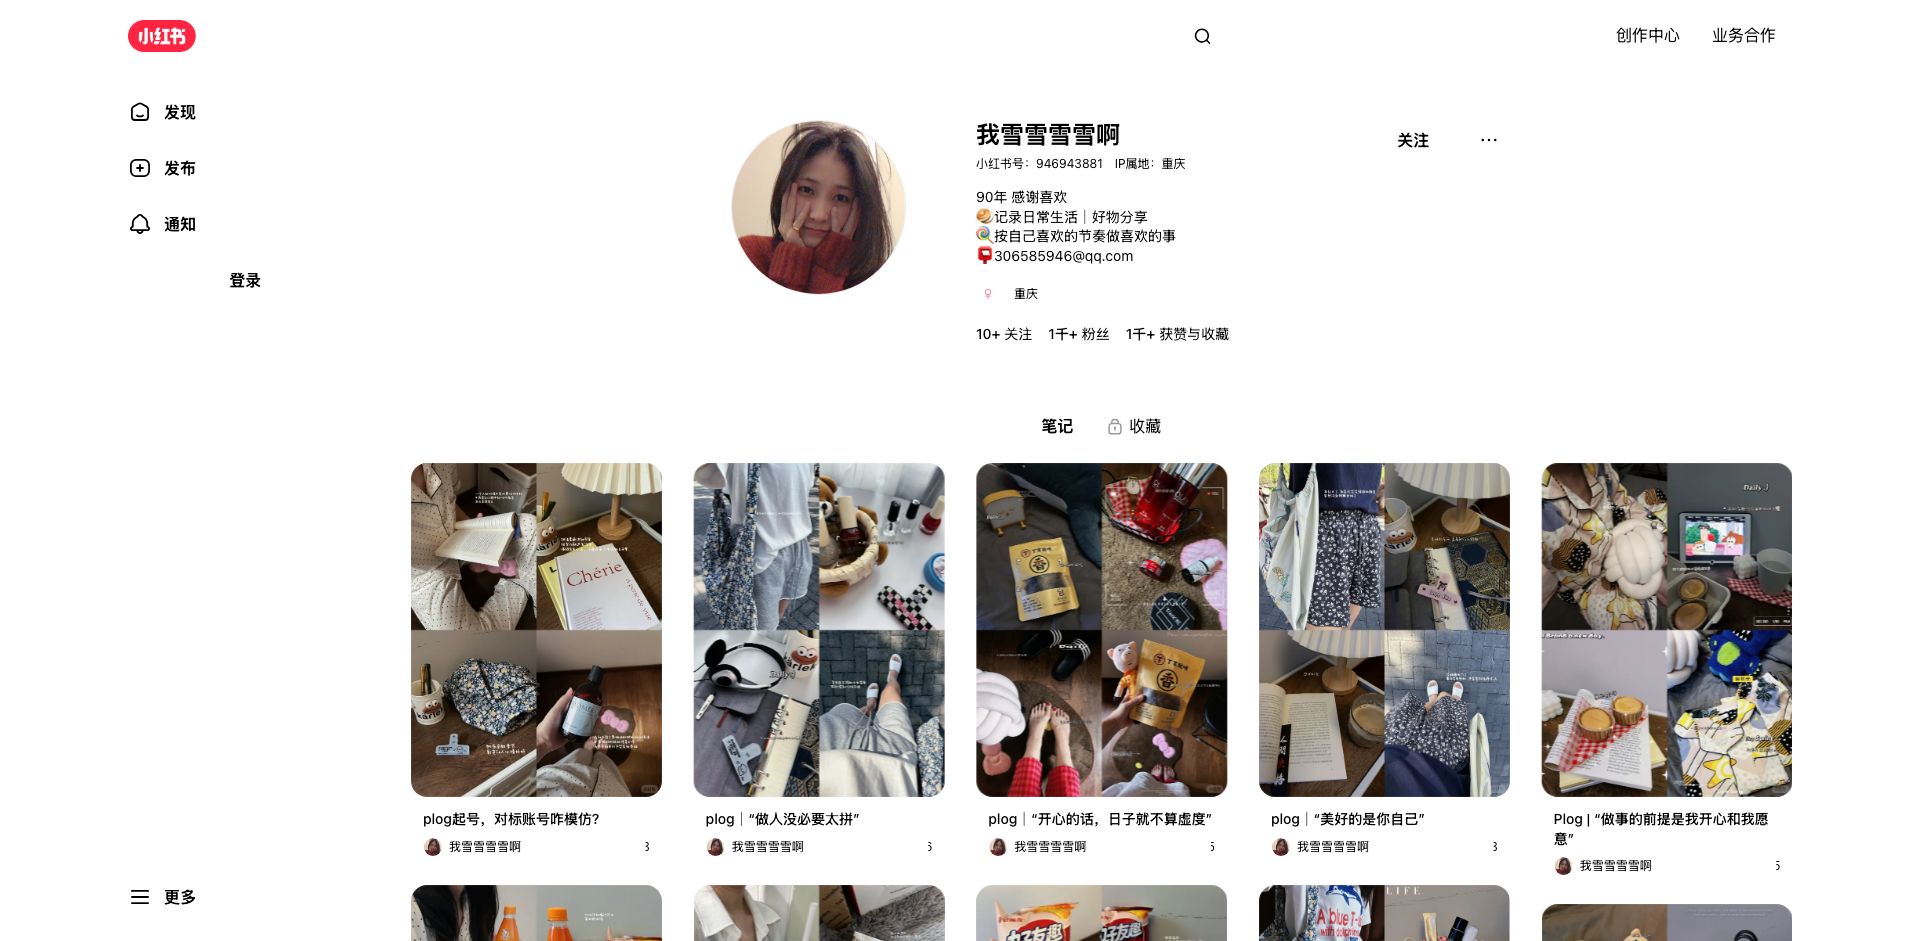 小红书
创作中心
业务合作
发现
发布
通知
登录
更多
我雪雪雪雪啊
小红书号：946943881 IP属地：重庆
关注
90年 感谢喜欢
🥠记录日常生活｜好物分享
🍭按自己喜欢的节奏做喜欢的事
📮306585946@qq.com
重庆
10+ 关注 1千+ 粉丝 1千+ 获赞与收藏
笔记
收藏
Chérie
plog起号，对标账号咋模仿？
我雪雪雪雪啊
3
plog｜“做人没必要太拼”
我雪雪雪雪啊
6
plog｜“开心的话，日子就不算虚度”
我雪雪雪雪啊
5
plog｜“美好的是你自己”
我雪雪雪雪啊
3
Daily
Plog | “做事的前提是我开心和我愿
意”
我雪雪雪雪啊
5
LIFE
A blue T-